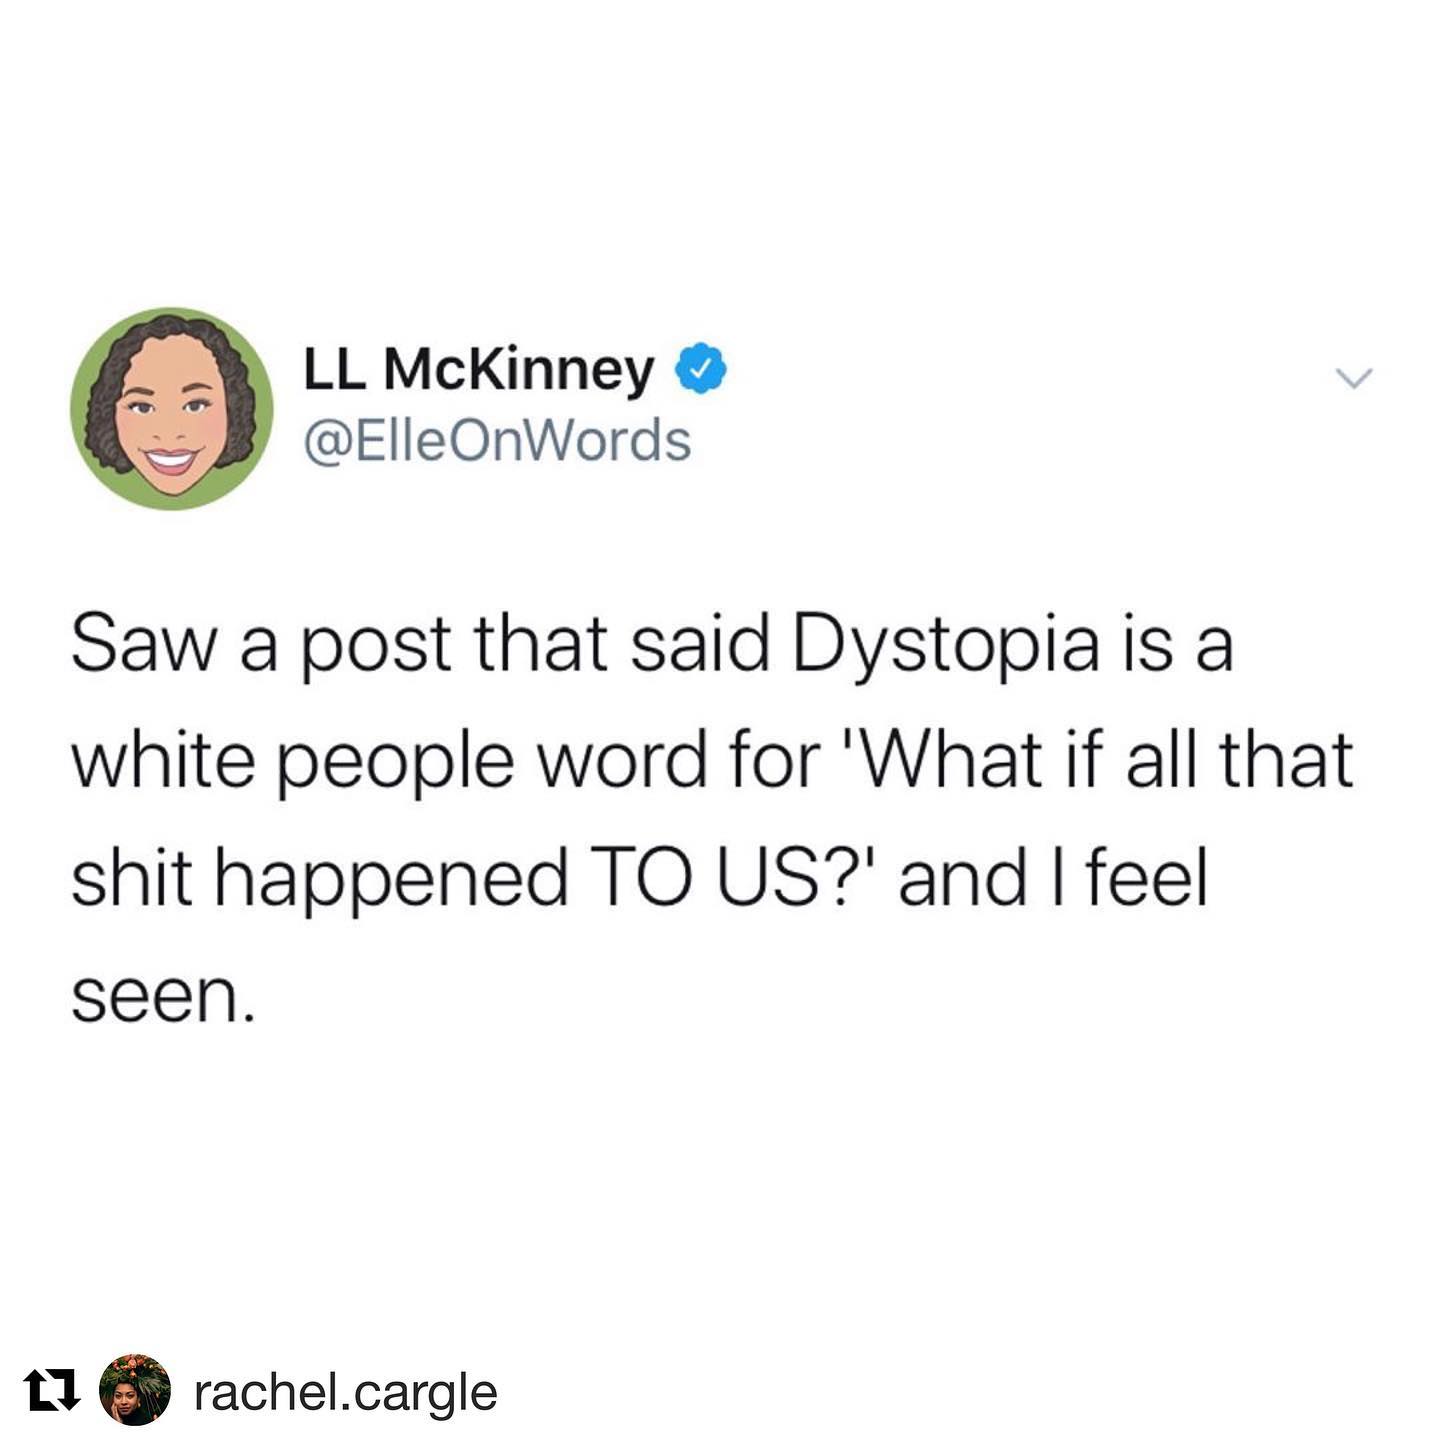 LL McKinney
@ElleOnWords
Saw a post that said Dystopia is a
white people word for 'What if all that
shit happened TO US?' and I feel
seen.
rachel.cargle